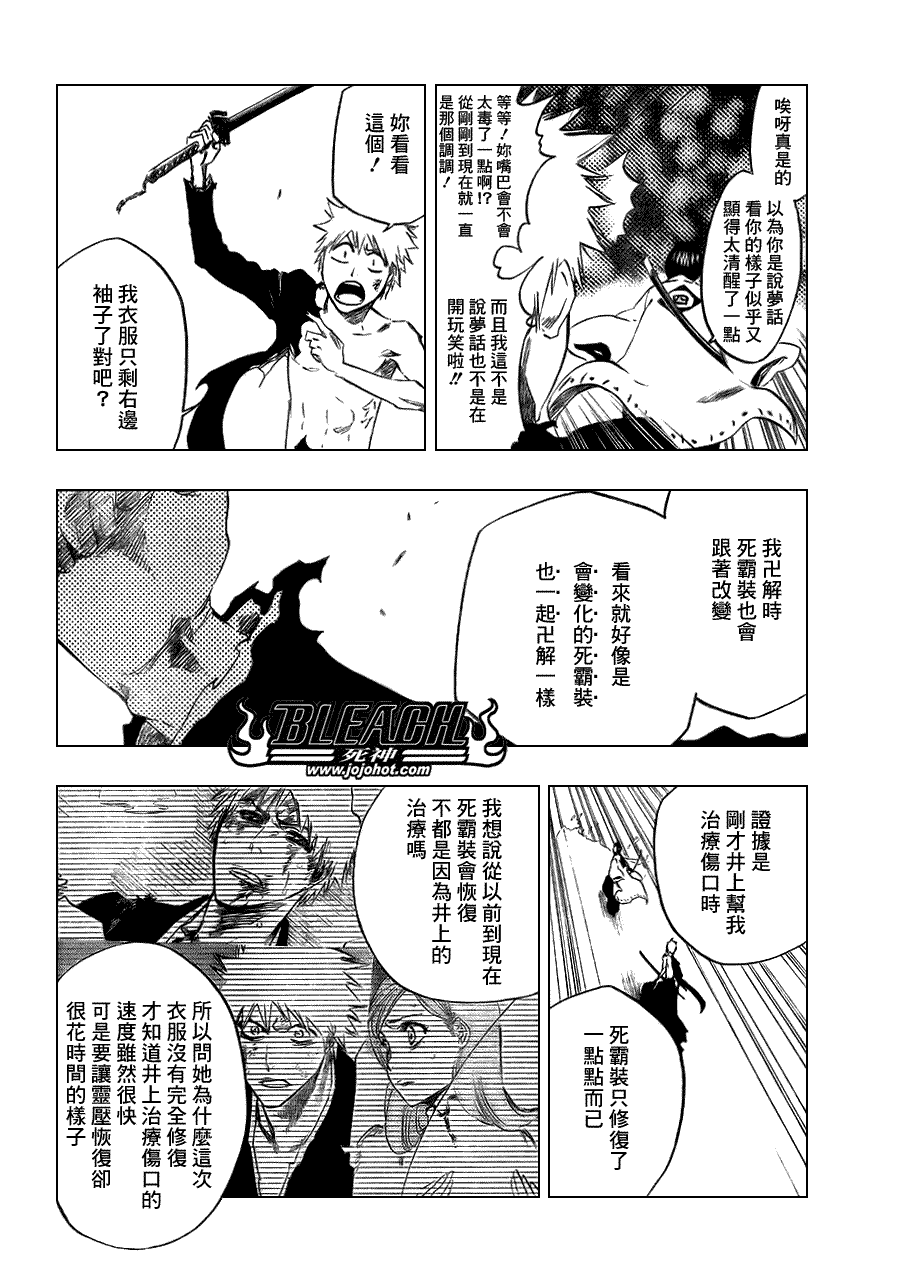 唉呀真是的
以為你是說夢話
看你的樣子似乎又
顯得太清醒了一點
等等！妳嘴巴會不會
太毒了一點啊!?
從剛剛到現在就一直
是那個調調！
而且我這不是
說夢話也不是在
開玩笑啦!!
妳看看
這個！
我衣服只剩右邊
袖子了對吧？
我卍解時
死霸裝也會
跟著改變
看來就好像是
會變化的死霸裝
也一起卍解一樣
BLEACH
死神
www.jojohot.com
證據是
剛才井上幫我
治療傷口時
死霸裝只修復了
一點點而已
我想說從以前到現在
死霸裝會恢復
不都是因為井上的
治療嗎
所以問她為什麼這次
衣服沒有完全修復
才知道井上治療傷口的
速度雖然很快
可是要讓靈壓恢復卻
很花時間的樣子